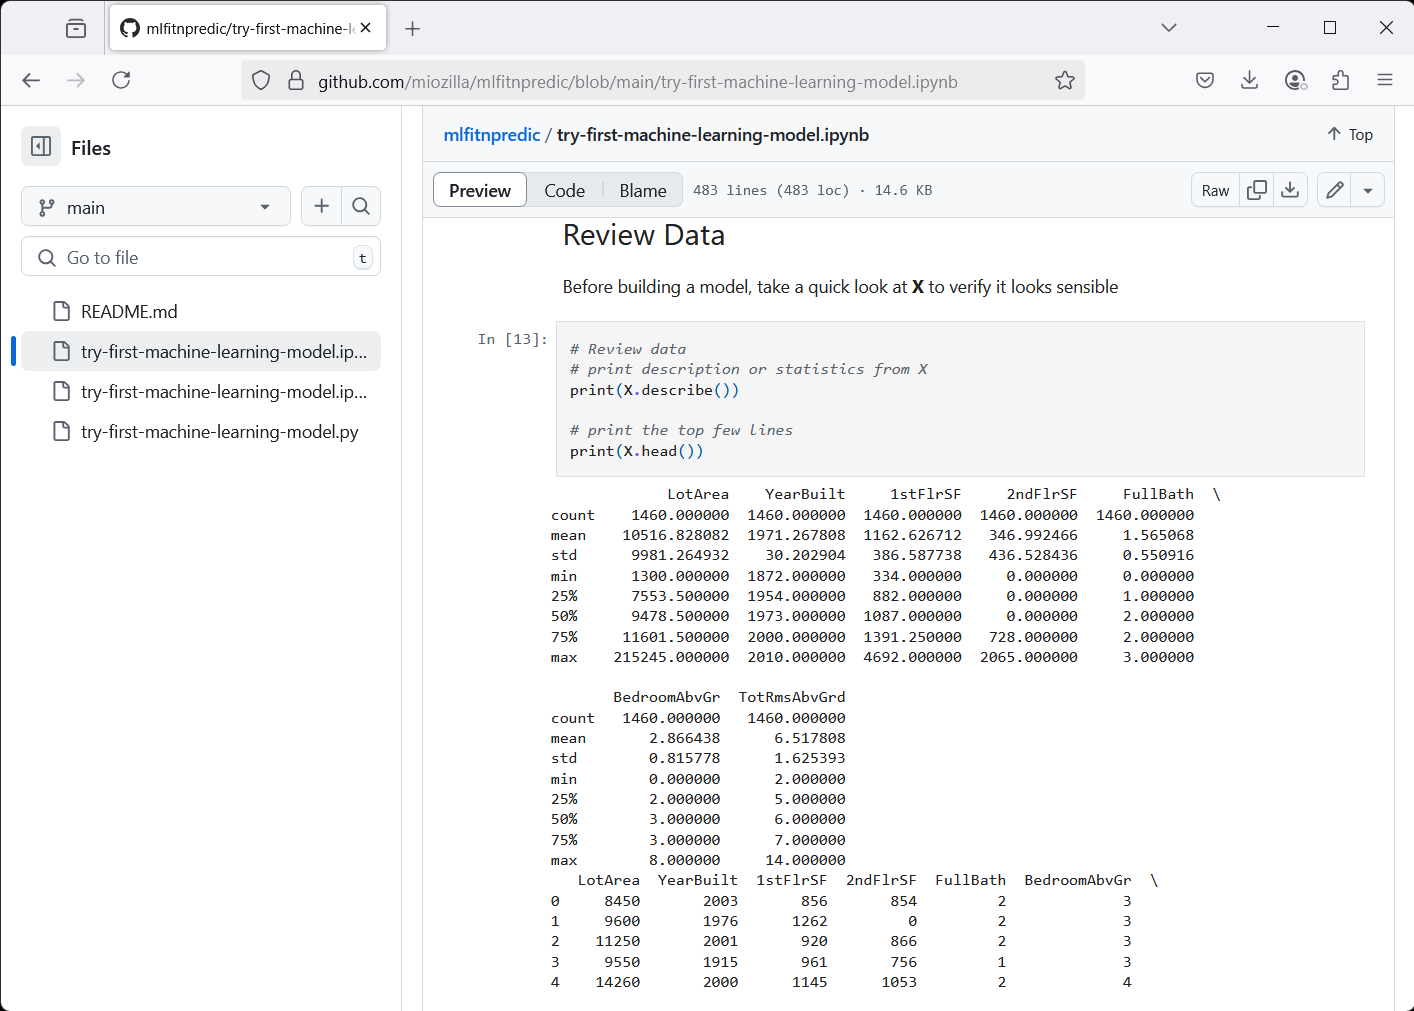 mlfitnpredic/try-first-machine-l
github.com/miozilla/mlfitnpredic/blob/main/try-first-machine-learning-model.ipynb
Files
main
Go to file
t
README.md
try-first-machine-learning-model.ip...
try-first-machine-learning-model.ip...
try-first-machine-learning-model.py
mlfitnpredic / try-first-machine-learning-model.ipynb
Top
Preview Code Blame 483 lines (483 loc) · 14.6 KB
Raw
Review Data
Before building a model, take a quick look at X to verify it looks sensible
In [13]:
# Review data
# print description or statistics from X
print(X.describe())
# print the top few lines
print(X.head())
LotArea YearBuilt 1stFlrSF 2ndFlrSF FullBath \
count 1460.000000 1460.000000 1460.000000 1460.000000 1460.000000
mean 10516.828082 1971.267808 1162.626712 346.992466 1.565068
std 9981.264932 30.202904 386.587738 436.528436 0.550916
min 1300.000000 1872.000000 334.000000 0.000000 0.000000
25% 7553.500000 1954.000000 882.000000 0.000000 1.000000
50% 9478.500000 1973.000000 1087.000000 0.000000 2.000000
75% 11601.500000 2000.000000 1391.250000 728.000000 2.000000
max 215245.000000 2010.000000 4692.000000 2065.000000 3.000000
BedroomAbvGr TotRmsAbvGrd
count 1460.000000 1460.000000
mean 2.866438 6.517808
std 0.815778 1.625393
min 0.000000 2.000000
25% 2.000000 5.000000
50% 3.000000 6.000000
75% 3.000000 7.000000
max 8.000000 14.000000
LotArea YearBuilt 1stFlrSF 2ndFlrSF FullBath BedroomAbvGr \
0 8450 2003 856 854 2 3
1 9600 1976 1262 0 2 3
2 11250 2001 920 866 2 3
3 9550 1915 961 756 1 3
4 14260 2000 1145 1053 2 4